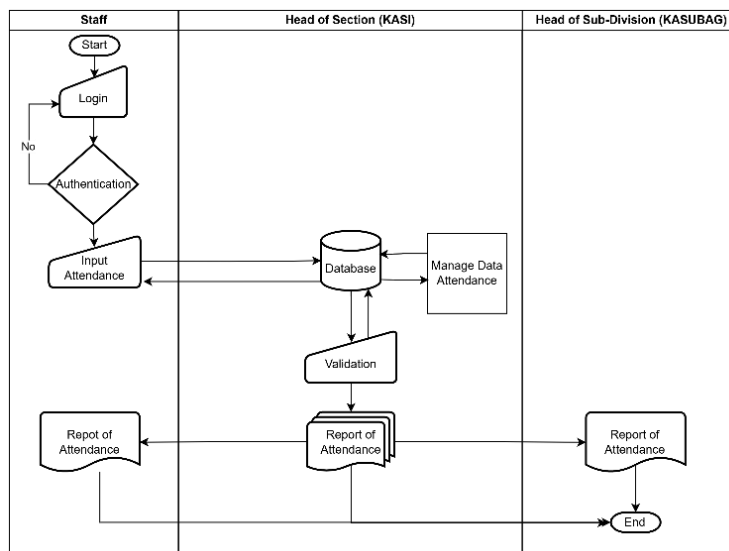 Staff
Head of Section (KASI)
Head of Sub-Division (KASUBAG)
Start
Login
No
Authentication
Input
Attendance
Database
Manage Data
Attendance
Validation
Repot of
Attendance
Report of
Attendance
Report of
Attendance
End